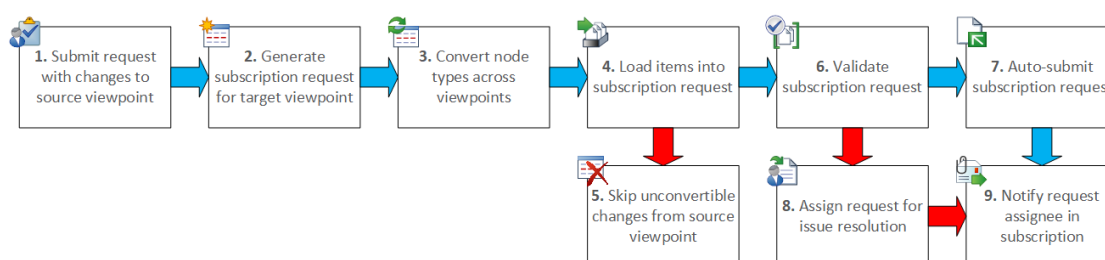 1. Submit request
with changes to
source viewpoint
2. Generate
subscription request
for target viewpoint
3. Convert node
types across
viewpoints
4. Load items into
subscription request
6. Validate
subscription request
7. Auto-submit
subscription request
5. Skip unconvertible
changes from source
viewpoint
8. Assign request for
issue resolution
9. Notify request
assignee in
subscription